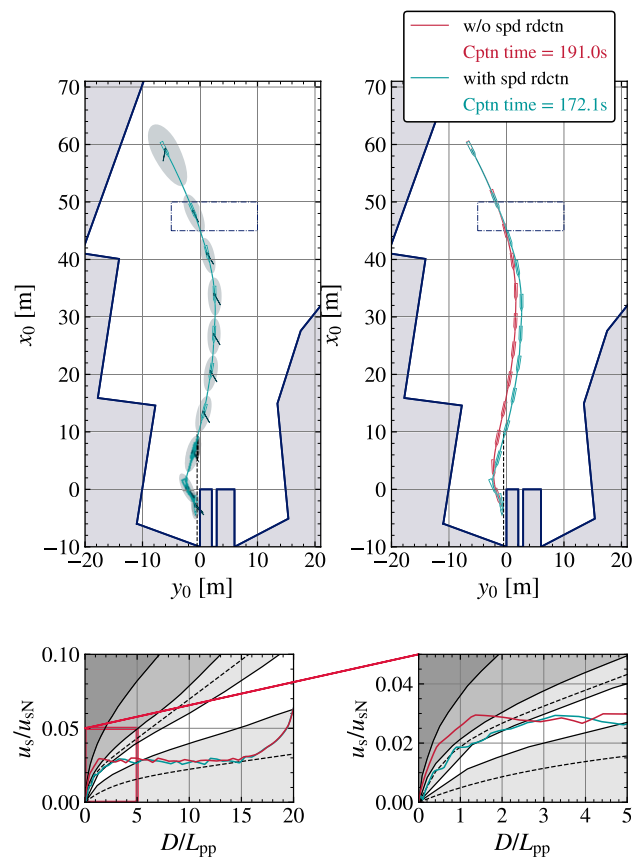 w/o spd rdctn
Cptn time = 191.0s
with spd rdctn
Cptn time = 172.1s
70
60
50
40
30
20
10
0
−10
x₀ [m]
−20 −10 0 10 20
y₀ [m]
70
60
50
40
30
20
10
0
−10
x₀ [m]
−20 −10 0 10 20
y₀ [m]
0.10
0.05
0.00
uₛ/uₛN
0 5 10 15 20
D/Lpp
0.04
0.02
0.00
uₛ/uₛN
0 1 2 3 4 5
D/Lpp